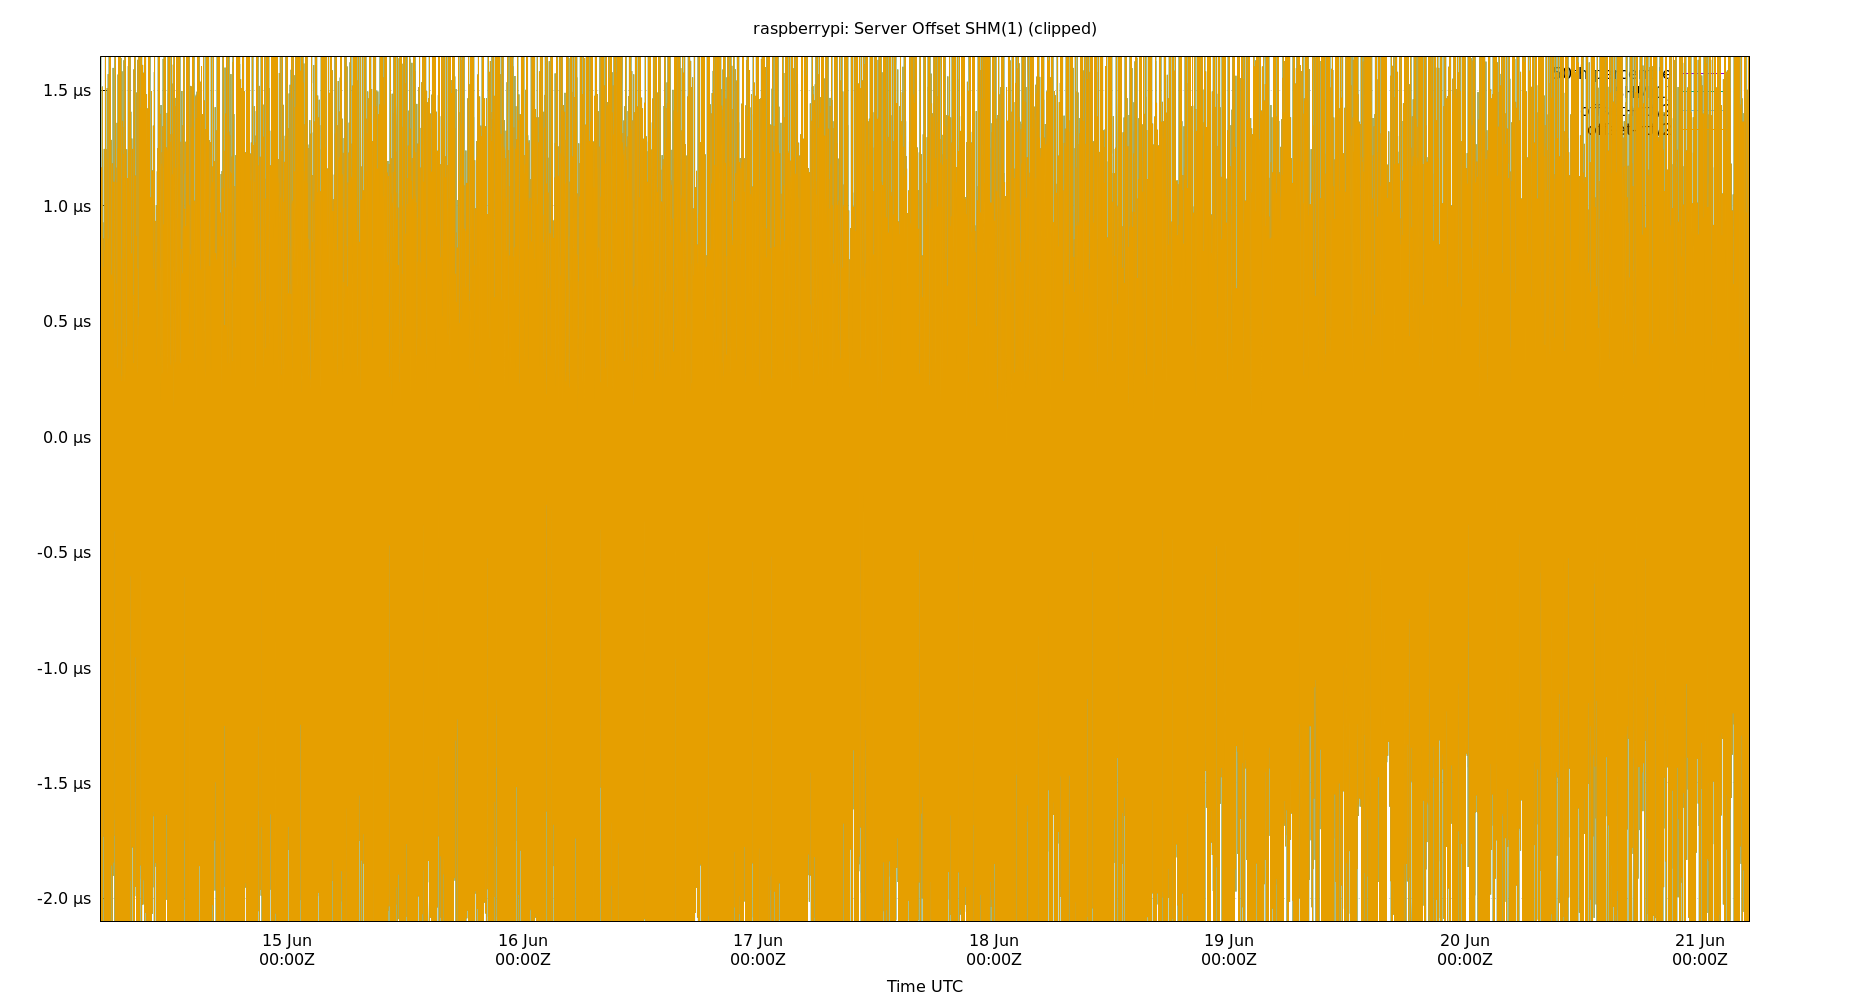 raspberrypi: Server Offset SHM(1) (clipped)
1.5 µs
1.0 µs
0.5 µs
0.0 µs
-0.5 µs
-1.0 µs
-1.5 µs
-2.0 µs
15 Jun 16 Jun 17 Jun 18 Jun 19 Jun 20 Jun 21 Jun
00:00Z 00:00Z 00:00Z 00:00Z 00:00Z 00:00Z 00:00Z
Time UTC